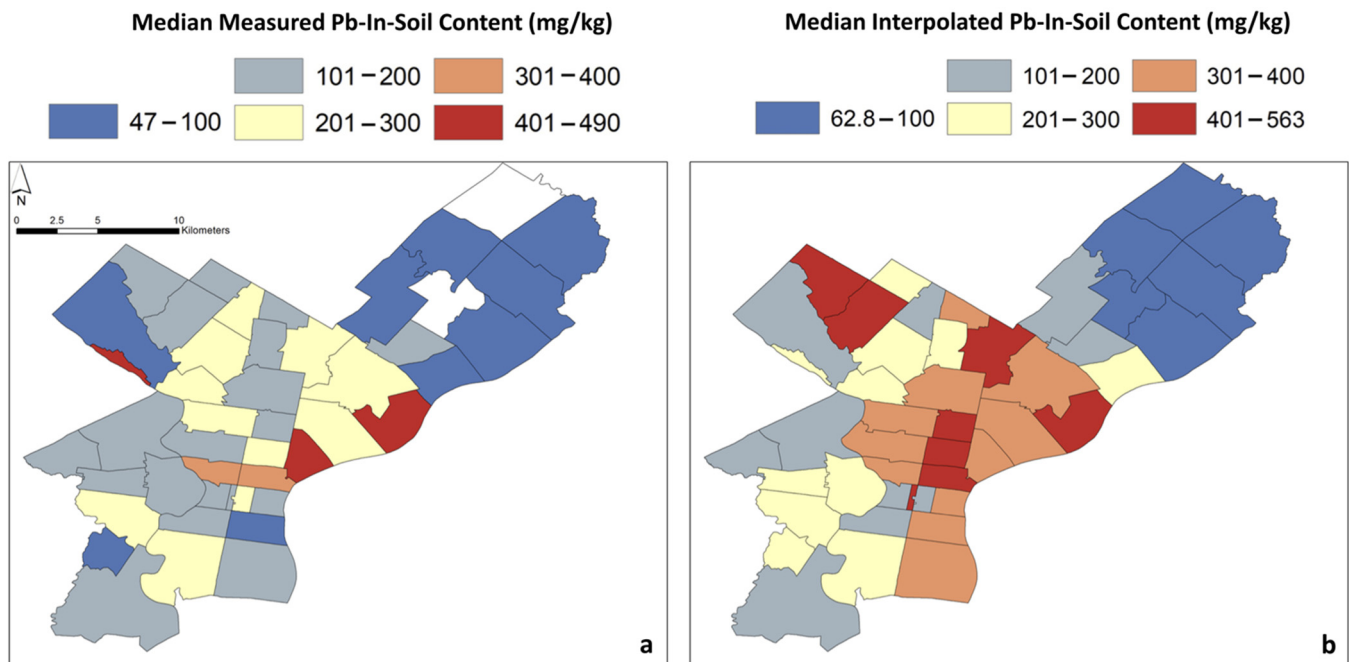 Median Measured Pb-In-Soil Content (mg/kg)
101–200 301–400
47–100 201–300 401–490
N
0 2.5 5 10
Kilometers
a
Median Interpolated Pb-In-Soil Content (mg/kg)
101–200 301–400
62.8–100 201–300 401–563
b